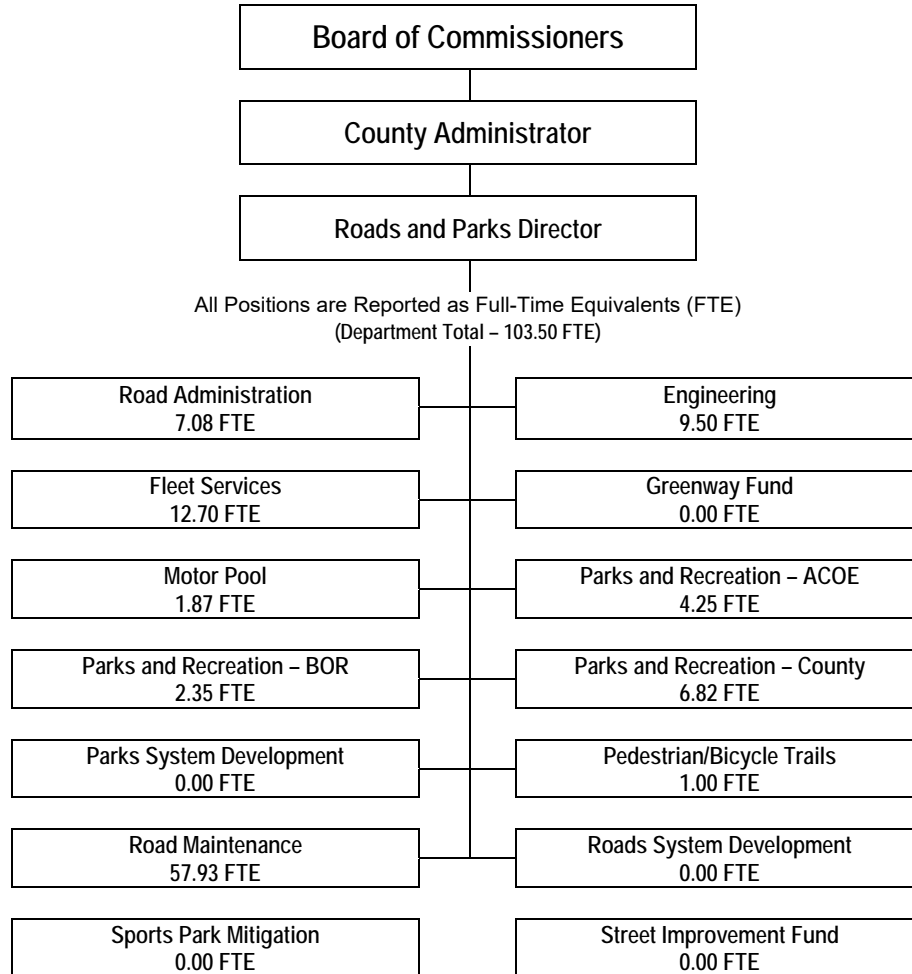 Board of Commissioners
County Administrator
Roads and Parks Director
All Positions are Reported as Full-Time Equivalents (FTE)
(Department Total – 103.50 FTE)
Road Administration
7.08 FTE
Engineering
9.50 FTE
Fleet Services
12.70 FTE
Greenway Fund
0.00 FTE
Motor Pool
1.87 FTE
Parks and Recreation – ACOE
4.25 FTE
Parks and Recreation – BOR
2.35 FTE
Parks and Recreation – County
6.82 FTE
Parks System Development
0.00 FTE
Pedestrian/Bicycle Trails
1.00 FTE
Road Maintenance
57.93 FTE
Roads System Development
0.00 FTE
Sports Park Mitigation
0.00 FTE
Street Improvement Fund
0.00 FTE